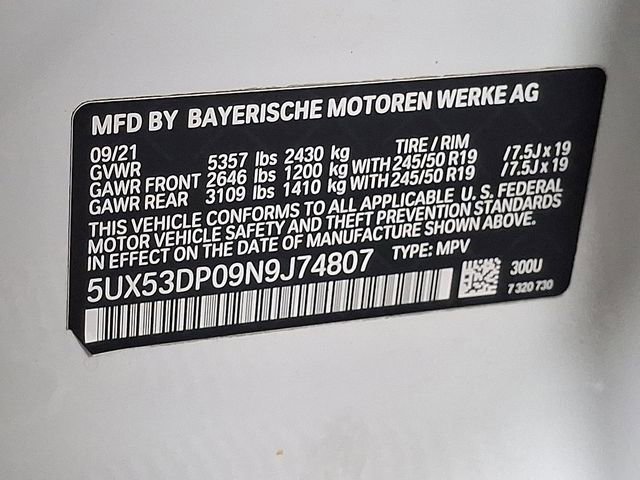 MFD BY BAYERISCHE MOTOREN WERKE AG
09/21 TIRE / RIM
GVWR 5357 lbs 2430 kg
GAWR FRONT 2646 lbs 1200 kg WITH 245/50 R19 /7.5J x 19
GAWR REAR 3109 lbs 1410 kg WITH 245/50 R19 /7.5J x 19
THIS VEHICLE CONFORMS TO ALL APPLICABLE U. S. FEDERAL
MOTOR VEHICLE SAFETY AND THEFT PREVENTION STANDARDS
IN EFFECT ON THE DATE OF MANUFACTURE SHOWN ABOVE.
5UX53DP09N9J74807 TYPE: MPV
300U
7 320 730